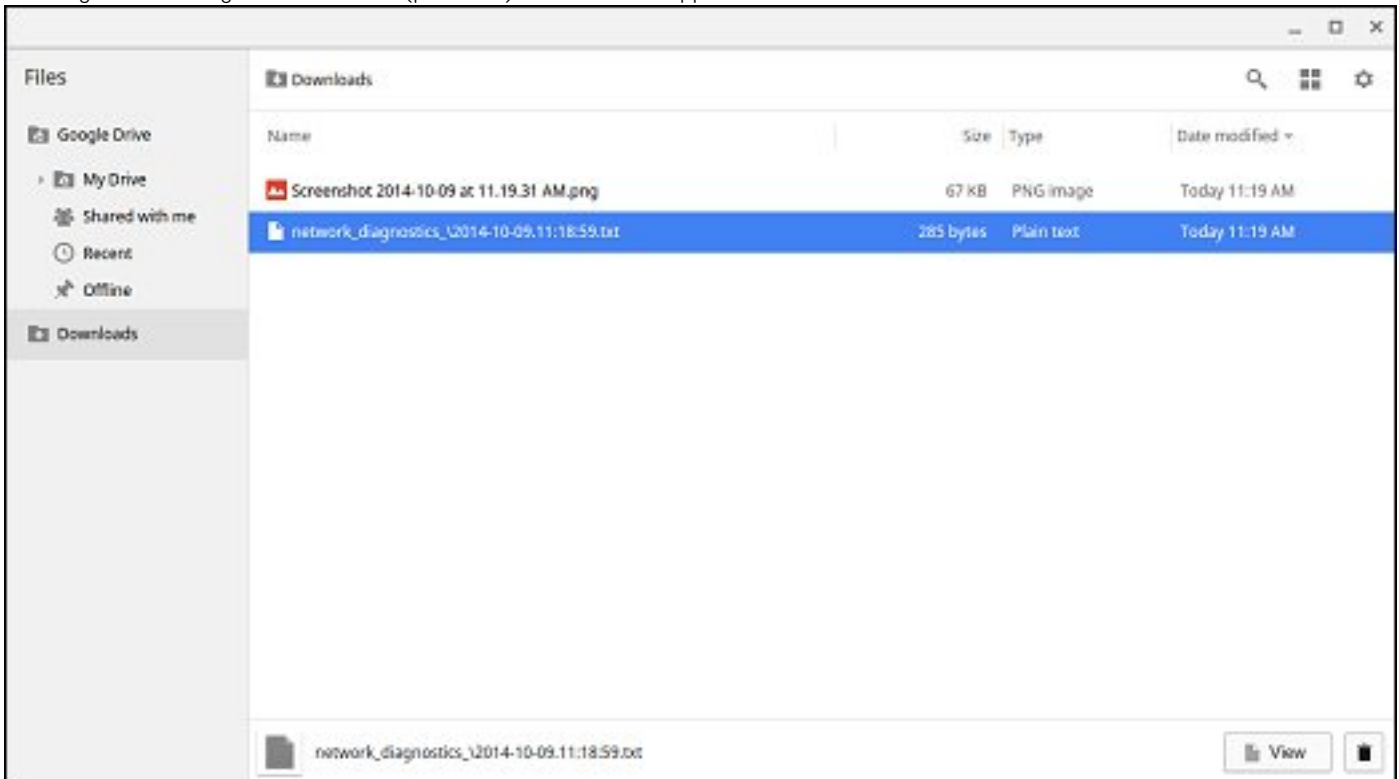 Files
Downloads
Google Drive
Name Size Type Date modified
My Drive
Screenshot 2014-10-09 at 11.19.31 AM.png 67 KB PNG image Today 11:19 AM
Shared with me
network_diagnostics_\2014-10-09.11:18:59.txt 285 bytes Plain text Today 11:19 AM
Recent
Offline
Downloads
network_diagnostics_\2014-10-09.11:18:59.txt View